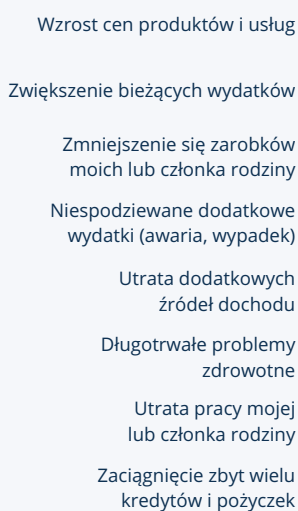 Wzrost cen produktów i usług
Zwiększenie bieżących wydatków
Zmniejszenie się zarobków
moich lub członka rodziny
Niespodziewane dodatkowe
wydatki (awaria, wypadek)
Utrata dodatkowych
źródeł dochodu
Długotrwałe problemy
zdrowotne
Utrata pracy mojej
lub członka rodziny
Zaciągnięcie zbyt wielu
kredytów i pożyczek